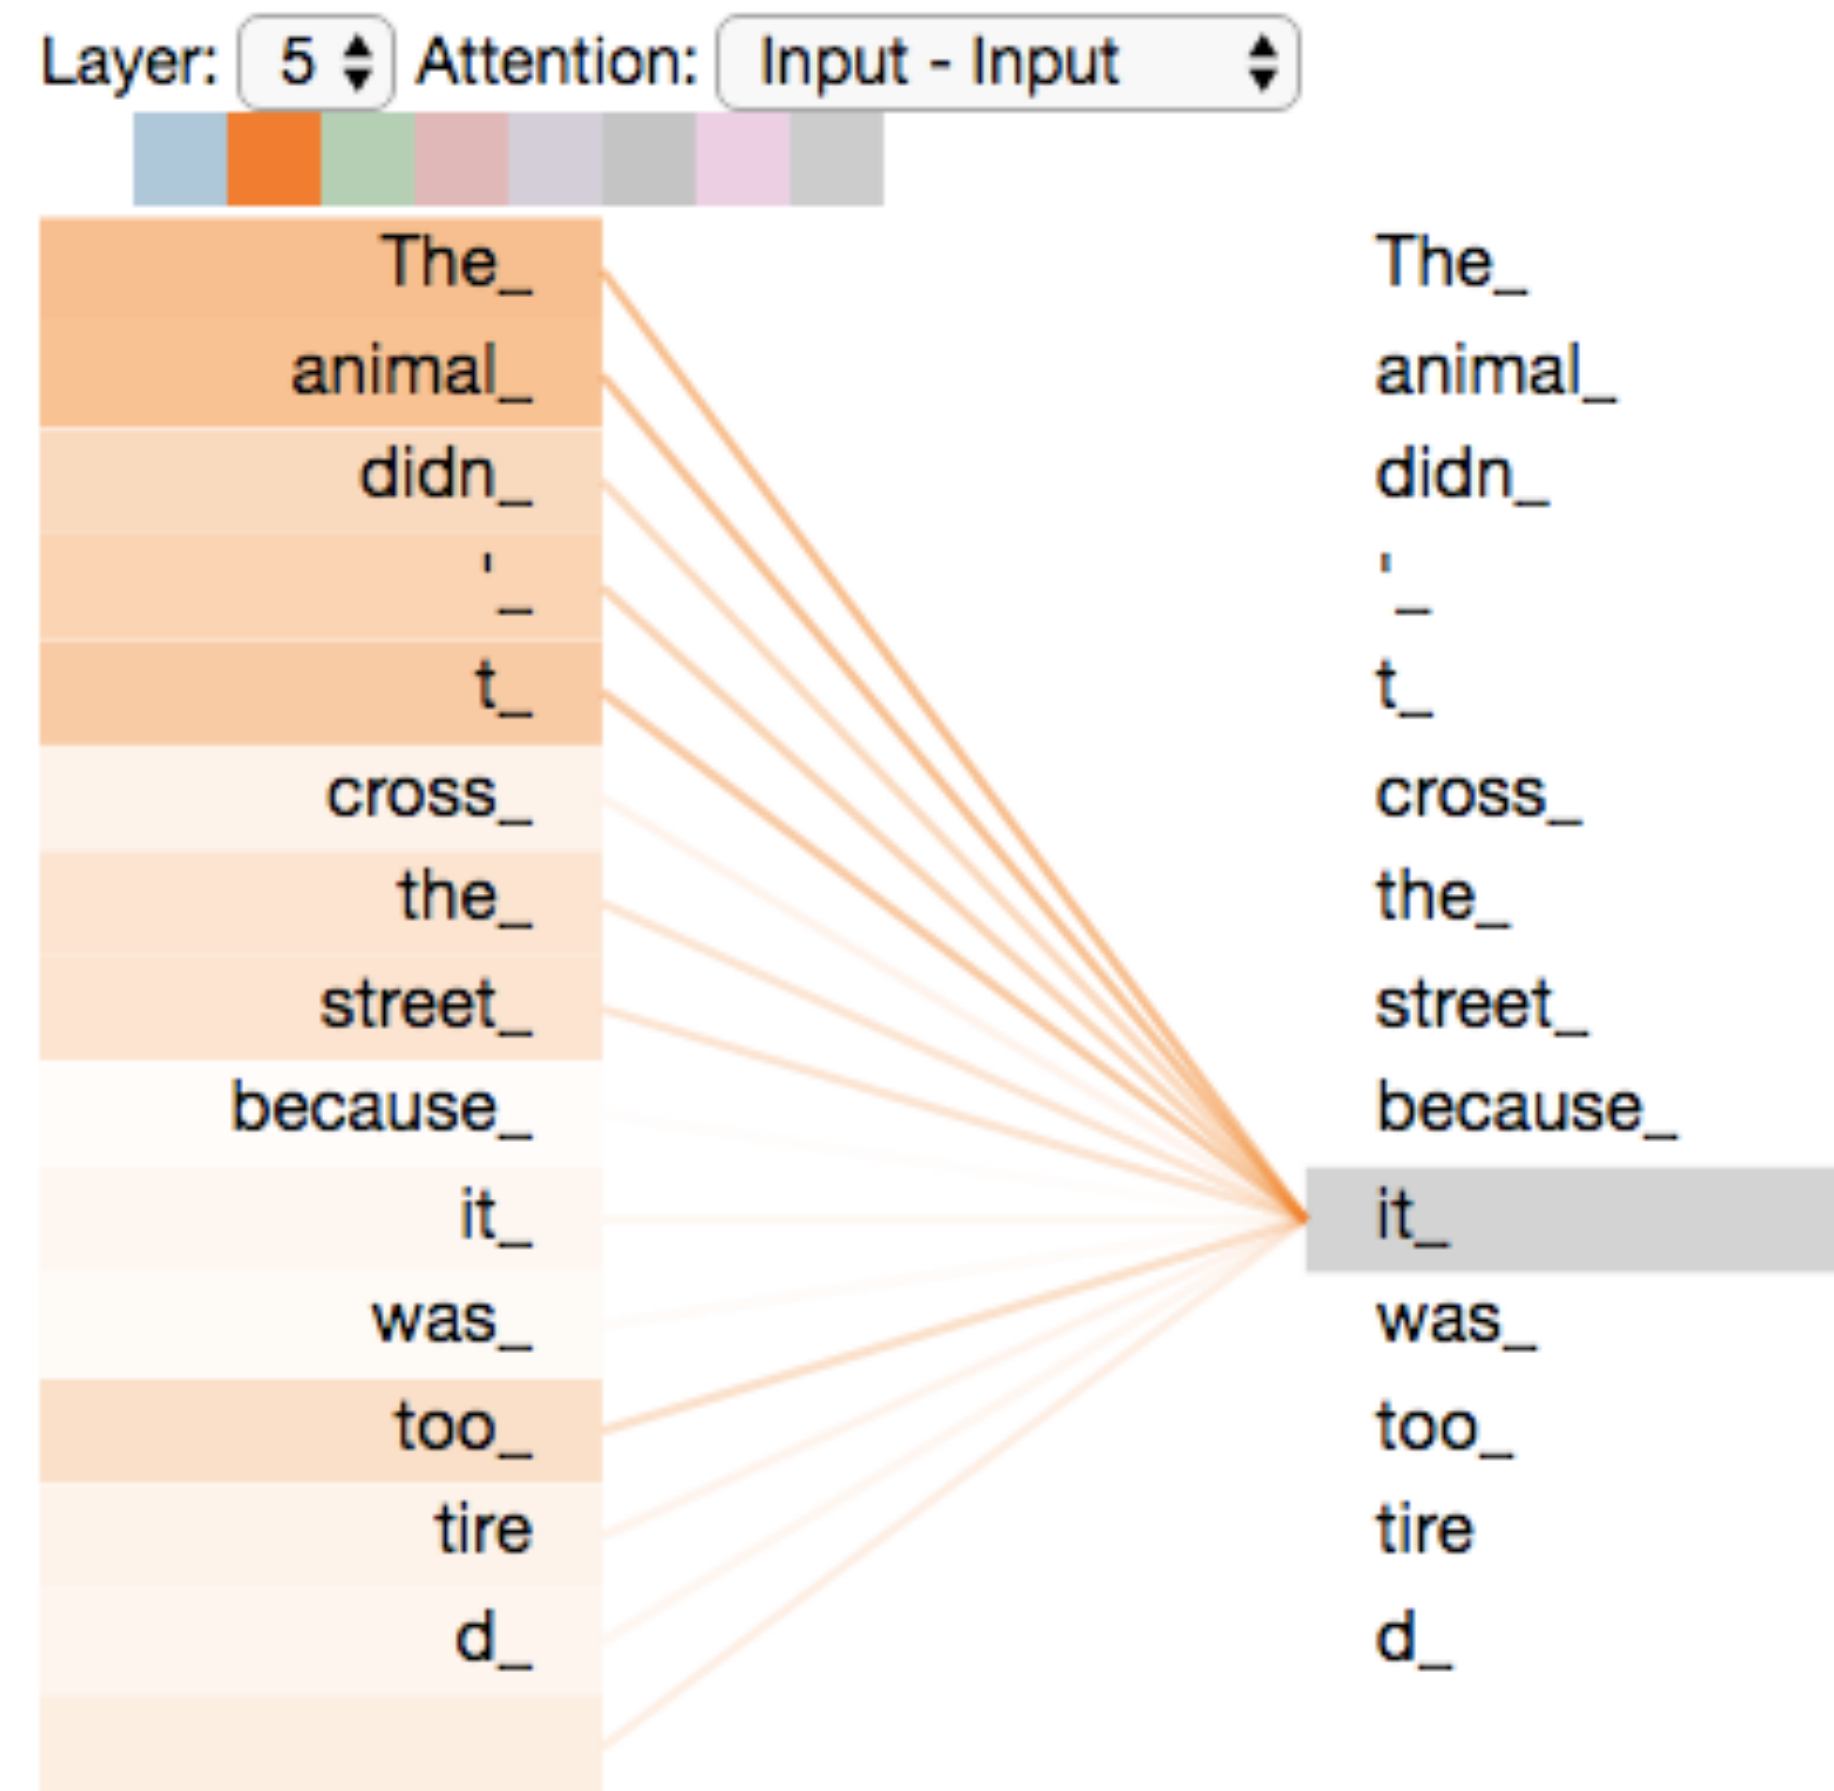 Layer: 5 Attention: Input - Input
The_ The_
animal_ animal_
didn_ didn_
'_ '_
t_ t_
cross_ cross_
the_ the_
street_ street_
because_ because_
it_ it_
was_ was_
too_ too_
tire tire
d_ d_